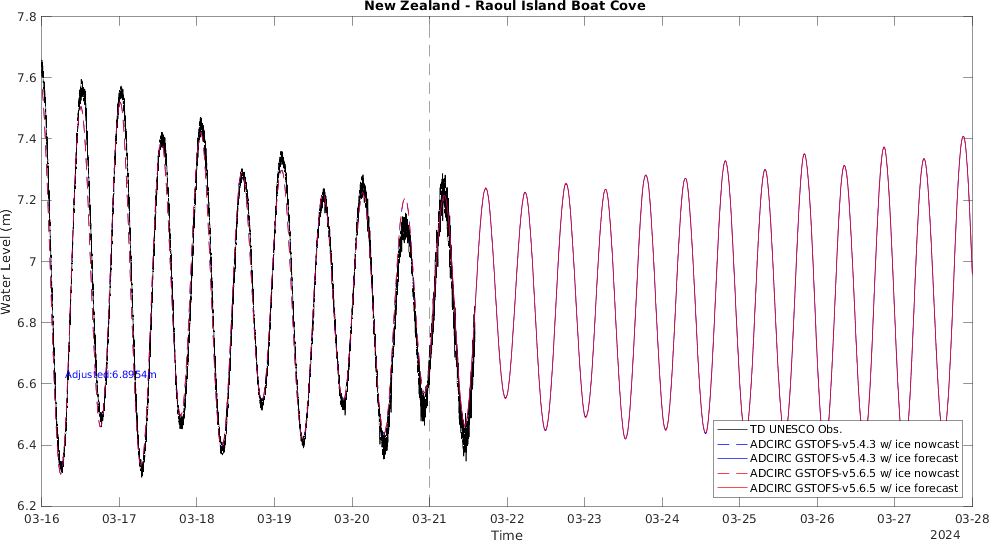 New Zealand - Raoul Island Boat Cove
7.8
7.6
7.4
7.2
7
6.8
6.6
6.4
6.2
Water Level (m)
Adjusted:6.8954m
TD UNESCO Obs.
ADCIRC GSTOFS-v5.4.3 w/ ice nowcast
ADCIRC GSTOFS-v5.4.3 w/ ice forecast
ADCIRC GSTOFS-v5.6.5 w/ ice nowcast
ADCIRC GSTOFS-v5.6.5 w/ ice forecast
03-16 03-17 03-18 03-19 03-20 03-21 03-22 03-23 03-24 03-25 03-26 03-27 03-28
Time
2024